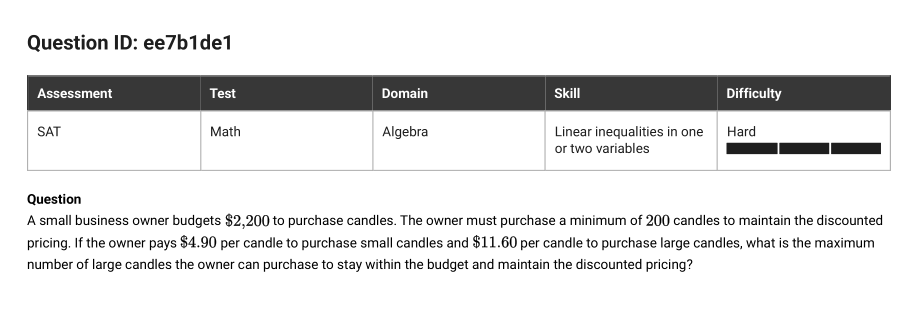 Question ID: ee7b1de1
Assessment Test Domain Skill Difficulty
SAT Math Algebra Linear inequalities in one or two variables Hard
Question
A small business owner budgets $2,200 to purchase candles. The owner must purchase a minimum of 200 candles to maintain the discounted
pricing. If the owner pays $4.90 per candle to purchase small candles and $11.60 per candle to purchase large candles, what is the maximum
number of large candles the owner can purchase to stay within the budget and maintain the discounted pricing?